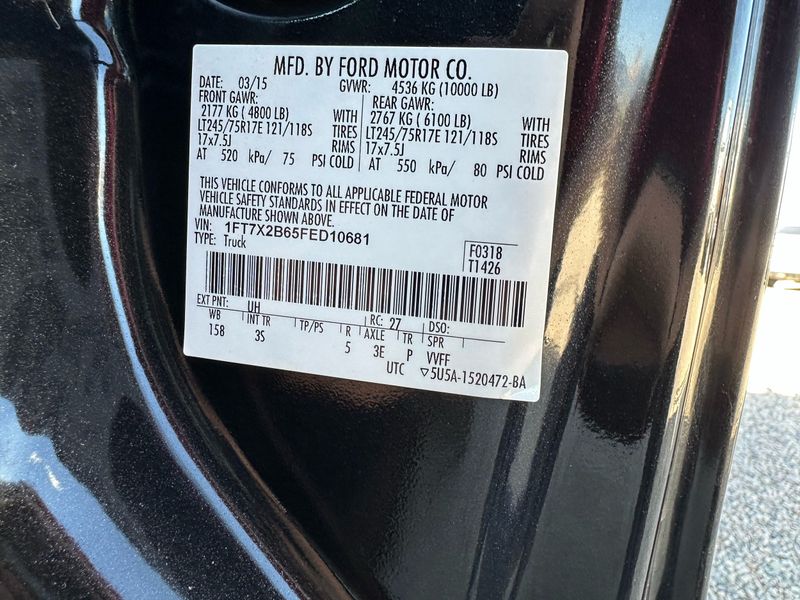 MFD. BY FORD MOTOR CO.
DATE: 03/15 GVWR: 4536 KG (10000 LB)
FRONT GAWR: REAR GAWR:
2177 KG ( 4800 LB) WITH 2767 KG ( 6100 LB) WITH
LT245/75R17E 121/118S TIRES LT245/75R17E 121/118S TIRES
17x7.5J RIMS 17x7.5J RIMS
AT 520 kPa/ 75 PSI COLD AT 550 kPa/ 80 PSI COLD
THIS VEHICLE CONFORMS TO ALL APPLICABLE FEDERAL MOTOR
VEHICLE SAFETY STANDARDS IN EFFECT ON THE DATE OF
MANUFACTURE SHOWN ABOVE.
VIN: 1FT7X2B65FED10681
TYPE: Truck
F0318
T1426
EXT PNT: UH RC: 27 DSO:
WB INT TR TP/PS R AXLE TR SPR
158 3S 5 3E P VVFF
UTC ▽5U5A-1520472-BA